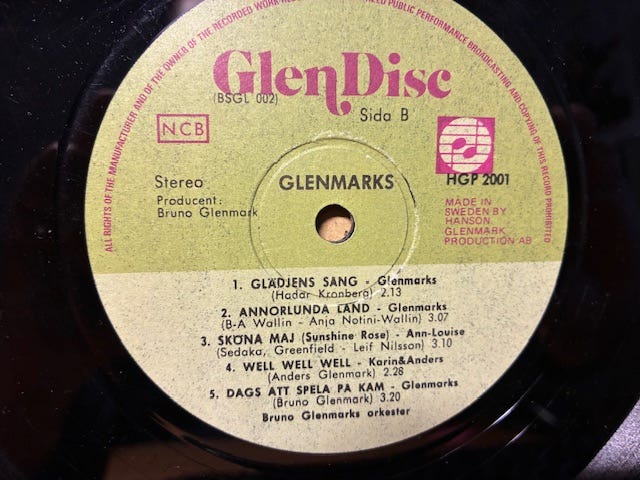 ALL RIGHTS OF THE MANUFACTURER AND OF THE OWNER OF THE RECORDED WORK RE
ED PUBLIC PERFORMANCE BROADCASTING AND COPYING OF THIS RECORD PROHIBITED
GlenDisc
(BSGL 002)
Sida B
NCB
Stereo
GLENMARKS
HGP 2001
Producent:
Bruno Glenmark
MADE IN
SWEDEN BY
HANSON,
GLENMARK
PRODUCTION AB
1. GLÄDJENS SANG - Glenmarks
(Hadar Kronberg) 2.13
2. ANNORLUNDA LAND - Glenmarks
(B-A Wallin - Anja Notini-Wallin) 3.07
3. SKÖNA MAJ (Sunshine Rose) - Ann-Louise
(Sedaka, Greenfield - Leif Nilsson) 3.10
4. WELL WELL WELL - Karin&Anders
(Anders Glenmark) 2.28
5. DAGS ATT SPELA PÅ KAM - Glenmarks
(Bruno Glenmark) 3.20
Bruno Glenmarks orkester